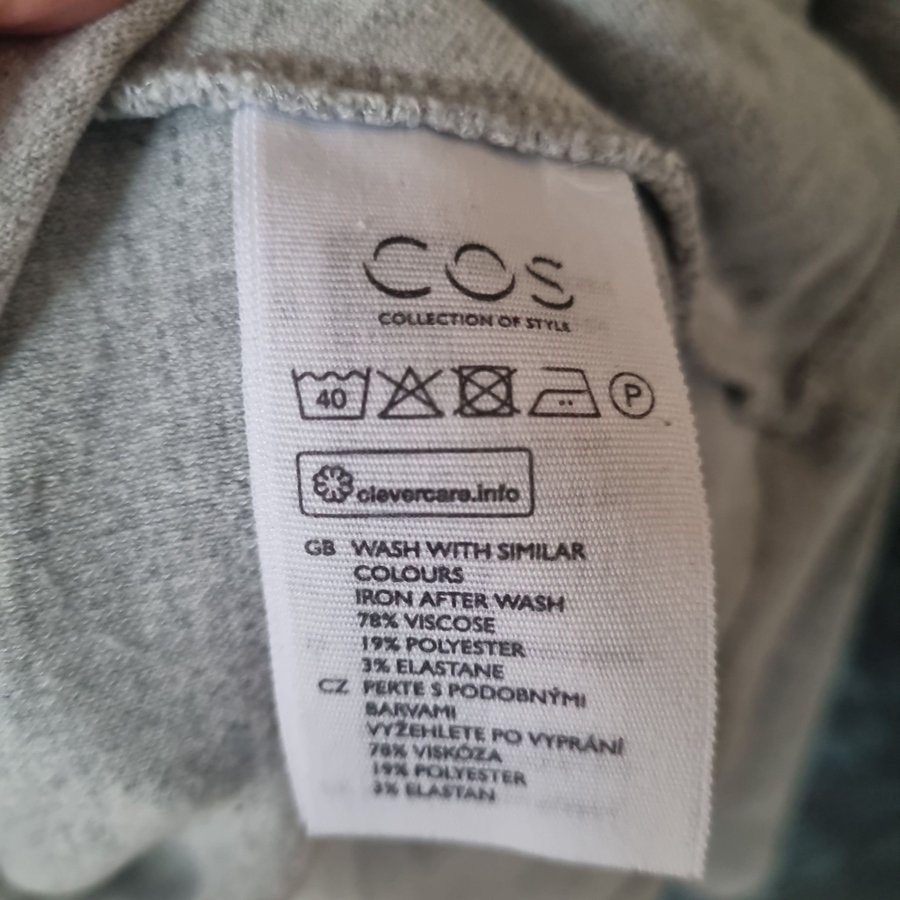 COS
COLLECTION OF STYLE
40 P
clevercare.info
GB WASH WITH SIMILAR
COLOURS
IRON AFTER WASH
78% VISCOSE
19% POLYESTER
3% ELASTANE
CZ PERTE S PODOBNÝMI
BARVAMI
VYŽEHLETE PO VYPRÁNÍ
78% VISKÓZA
19% POLYESTER
3% ELASTAN